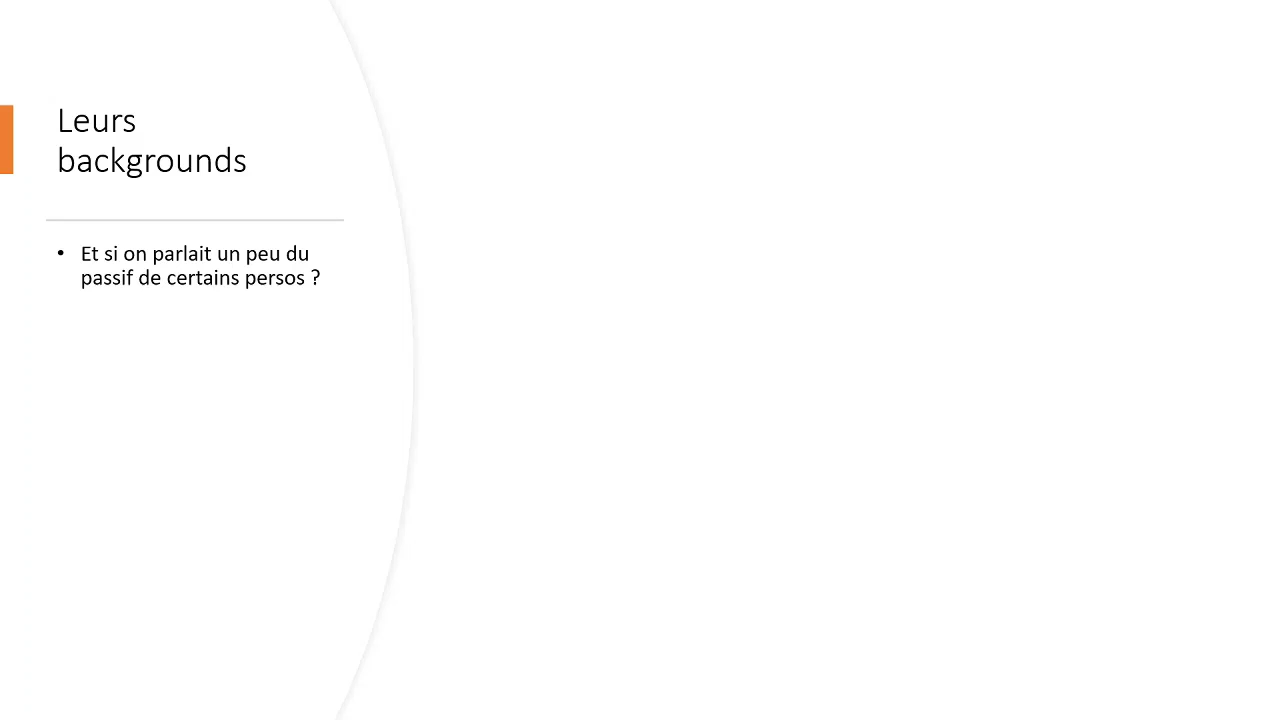 Leurs
backgrounds
• Et si on parlait un peu du
passif de certains persos ?